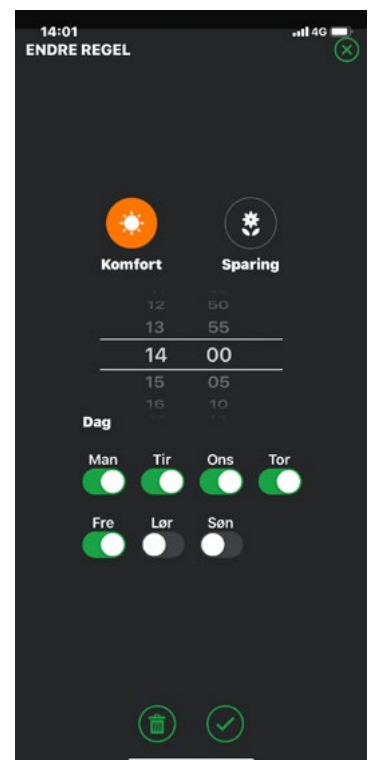 14:01 4G
ENDRE REGEL
Komfort Sparing
12 50
13 55
14 00
15 05
16 10
Dag
Man Tir Ons Tor
Fre Lør Søn